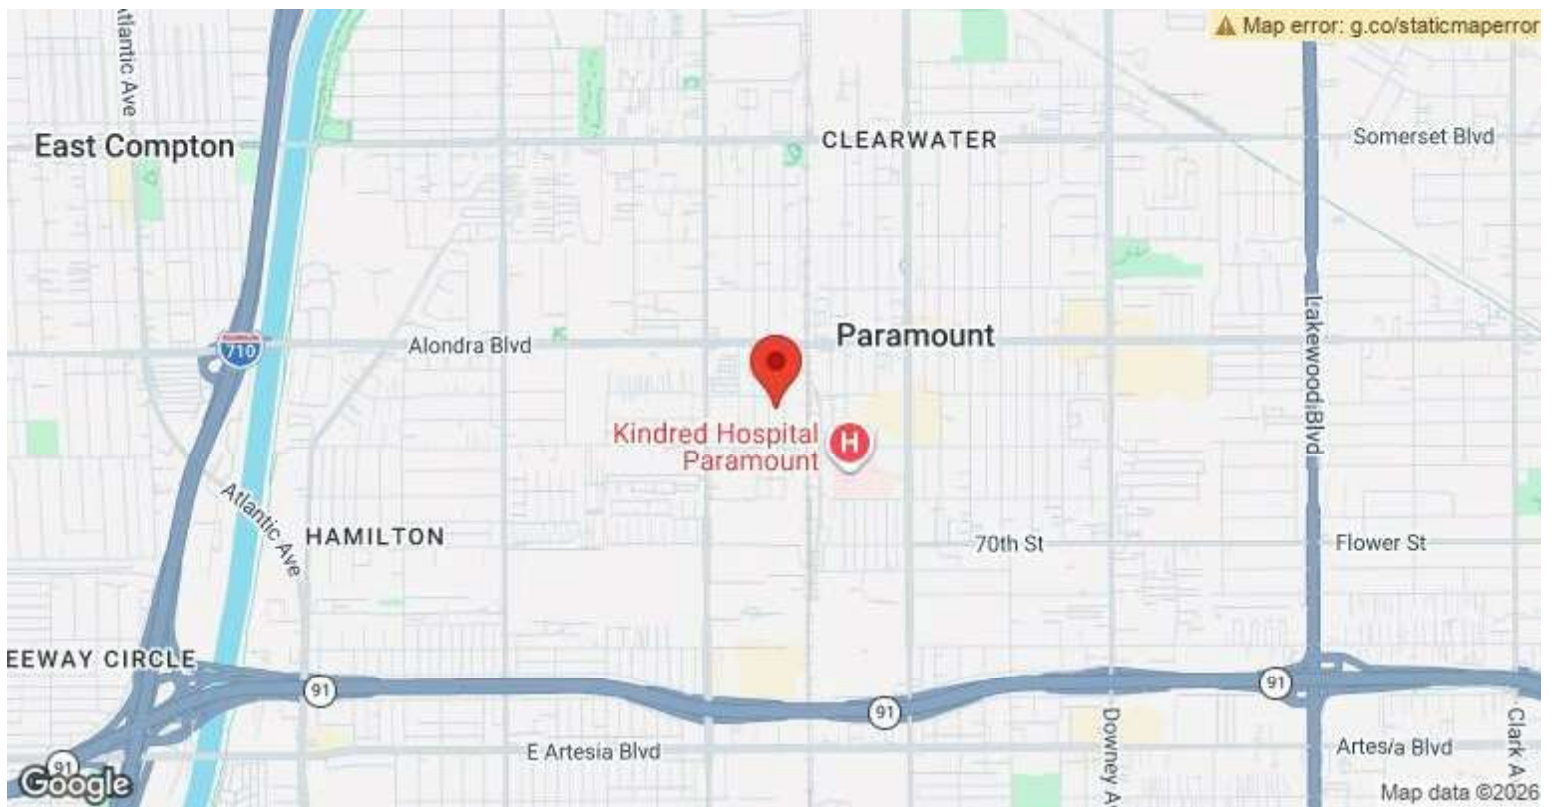 Map error: g.co/staticmaperror
Atlantic Ave
East Compton
CLEARWATER
Somerset Blvd
710
Alondra Blvd
Paramount
Lakewood Blvd
Kindred Hospital
Paramount
H
Atlantic Ave
HAMILTON
70th St
Flower St
EEWAY CIRCLE
91
91
91
E Artesia Blvd
Downey A
Artesia Blvd
Clark A
91
Google
Map data ©2026